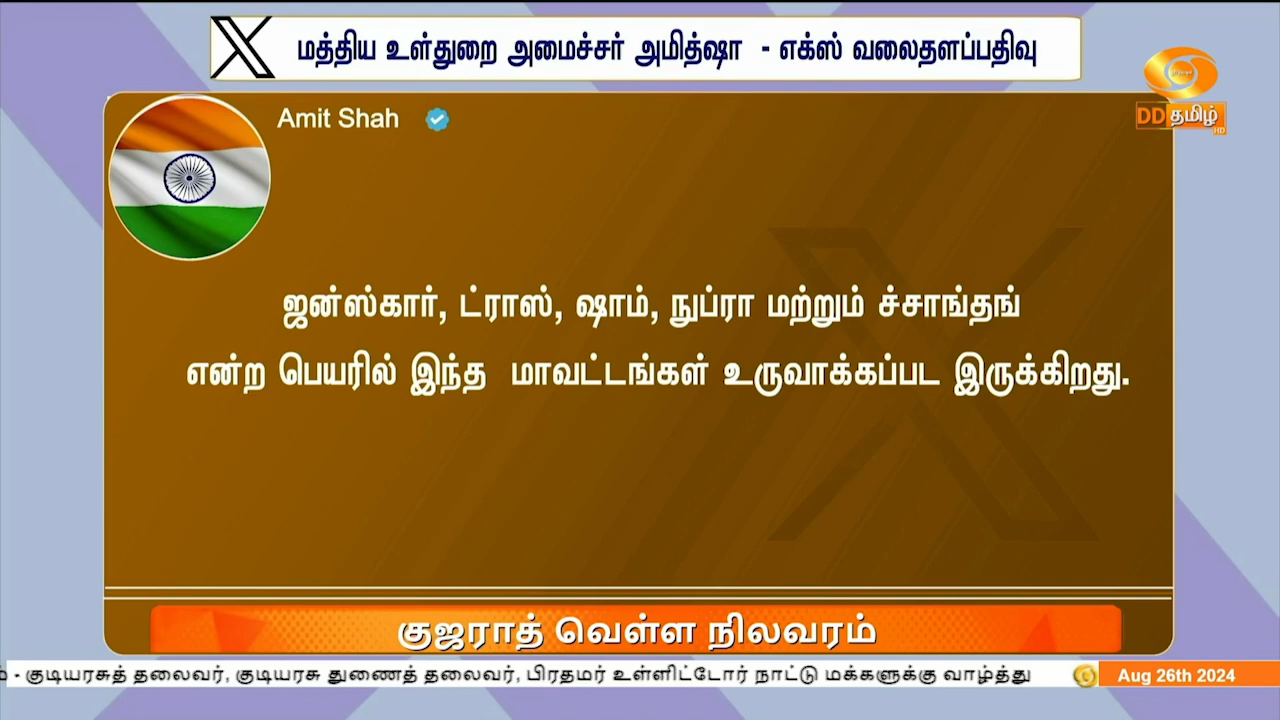 மத்திய உள்துறை அமைச்சர் அமித்ஷா - எக்ஸ் வலைதளப்பதிவு
DD தமிழ் HD
Amit Shah
ஜன்ஸ்கார், ட்ராஸ், ஷாம், நுப்ரா மற்றும் ச்சாங்தங்
என்ற பெயரில் இந்த மாவட்டங்கள் உருவாக்கப்பட இருக்கிறது.
குஜராத் வெள்ள நிலவரம்
- குடியரசுத் தலைவர், குடியரசு துணைத் தலைவர், பிரதமர் உள்ளிட்டோர் நாட்டு மக்களுக்கு வாழ்த்து
Aug 26th 2024